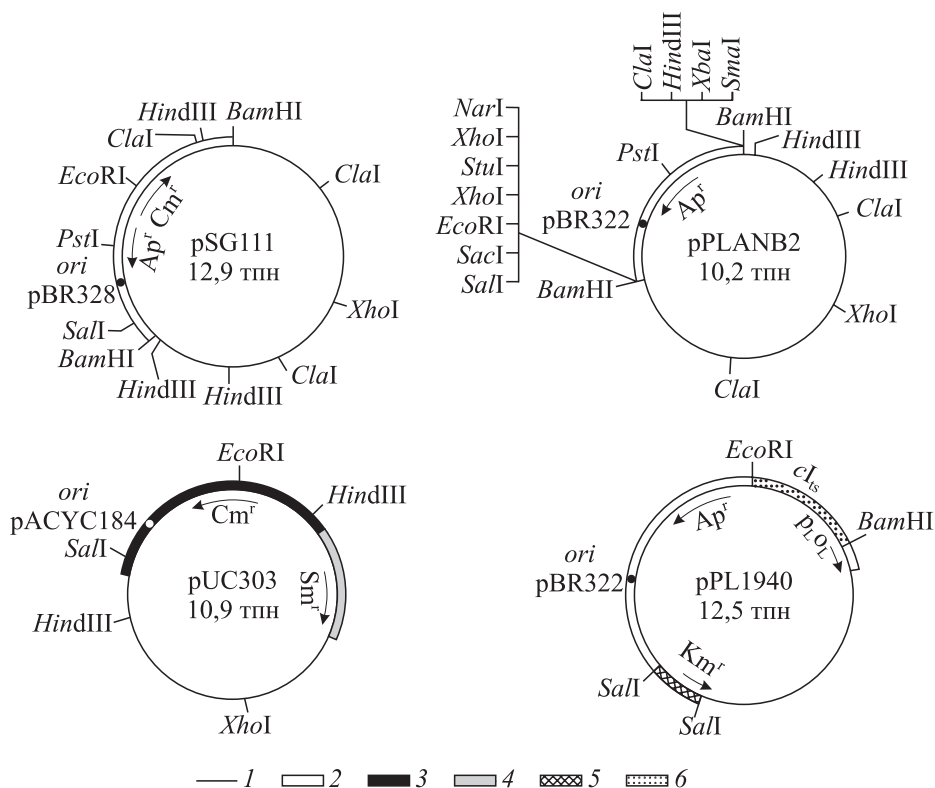 HindIII
BamHI
ClaI
EcoRI
ClaI
PstI
Apʳ Cmʳ
pSG111
12,9 тпн
ori
pBR328
XhoI
SalI
BamHI
HindIII
HindIII
ClaI
ClaI
HindIII
XbaI
SmaI
NarI
XhoI
StuI
XhoI
EcoRI
SacI
SalI
BamHI
HindIII
PstI
HindIII
ori
pBR322
Apʳ
ClaI
pPLANB2
10,2 тпн
BamHI
XhoI
ClaI
EcoRI
ori
pACYC184
HindIII
Cmʳ
SalI
pUC303
10,9 тпн
Smʳ
HindIII
XhoI
EcoRI
cIts
Apʳ
BamHI
pLoL
ori
pBR322
pPL1940
12,5 тпн
Kmʳ
SalI
SalI
1 2 3 4 5 6